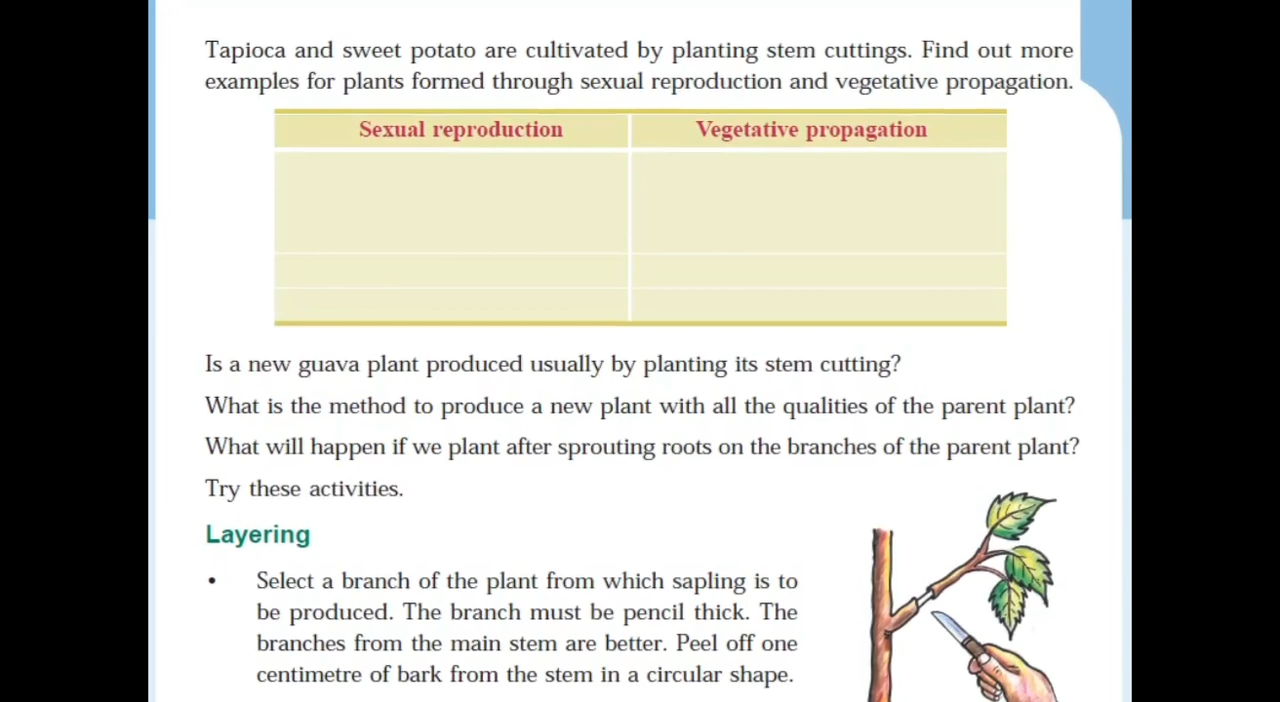 Tapioca and sweet potato are cultivated by planting stem cuttings. Find out more
examples for plants formed through sexual reproduction and vegetative propagation.
Sexual reproduction Vegetative propagation
Is a new guava plant produced usually by planting its stem cutting?
What is the method to produce a new plant with all the qualities of the parent plant?
What will happen if we plant after sprouting roots on the branches of the parent plant?
Try these activities.
Layering
• Select a branch of the plant from which sapling is to
be produced. The branch must be pencil thick. The
branches from the main stem are better. Peel off one
centimetre of bark from the stem in a circular shape.